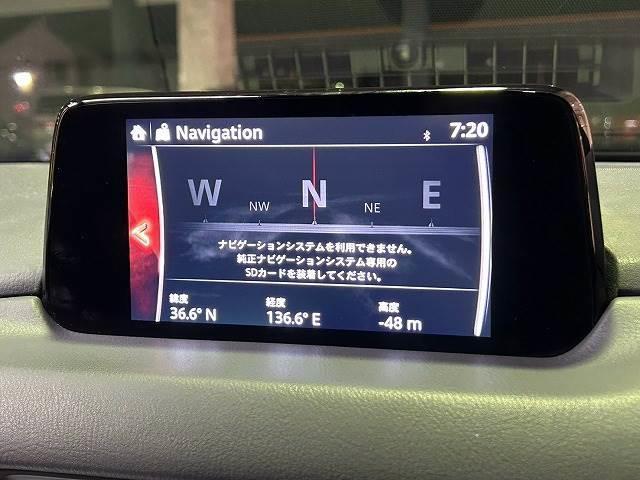 Navigation 7:20
W NW N NE E
ナビゲーションシステムを利用できません。
純正ナビゲーションシステム専用の
SDカードを装着してください。
緯度 経度 高度
36.6° N 136.6° E -48 m